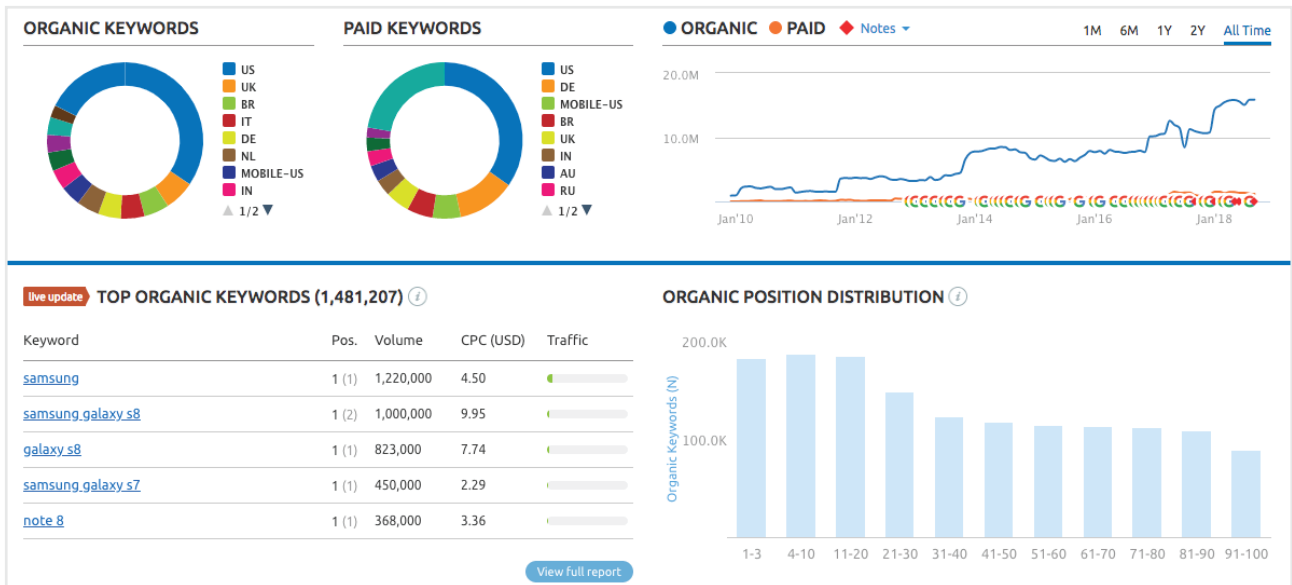 ORGANIC KEYWORDS
US
UK
BR
IT
DE
NL
MOBILE-US
IN
1/2
PAID KEYWORDS
US
DE
MOBILE-US
BR
UK
IN
AU
RU
1/2
ORGANIC PAID Notes
1M 6M 1Y 2Y All Time
20.0M
10.0M
Jan'10 Jan'12 Jan'14 Jan'16 Jan'18
live update TOP ORGANIC KEYWORDS (1,481,207) i
Keyword Pos. Volume CPC (USD) Traffic
samsung 1 (1) 1,220,000 4.50
samsung galaxy s8 1 (2) 1,000,000 9.95
galaxy s8 1 (1) 823,000 7.74
samsung galaxy s7 1 (1) 450,000 2.29
note 8 1 (1) 368,000 3.36
View full report
ORGANIC POSITION DISTRIBUTION i
Organic Keywords (N)
200.0K
100.0K
1-3 4-10 11-20 21-30 31-40 41-50 51-60 61-70 71-80 81-90 91-100